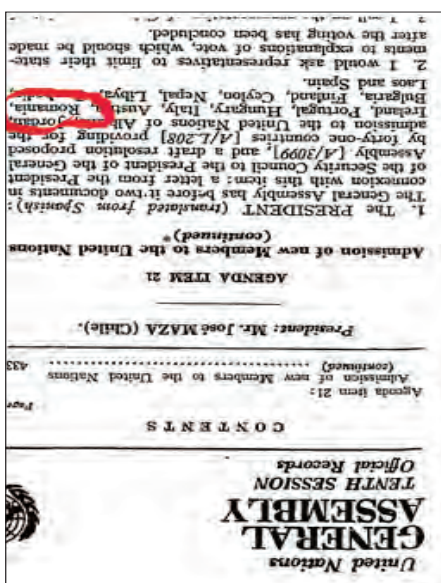 United Nations
GENERAL
ASSEMBLY
TENTH SESSION
Official Records
CONTENTS
Page
Agenda item 21:
Admission of new Members to the United Nations
(continued) .................... 433
President: Mr. José MAZA (Chile).
AGENDA ITEM 21
Admission of new Members to the United Nations
(continued)*
1. The PRESIDENT (translated from Spanish):
The General Assembly has before it two documents in
connexion with this item: a letter from the President
of the Security Council to the President of the General
Assembly [A/3099], and a draft resolution proposed
by forty-one countries [A/L.208] providing for the
admission to the United Nations of Jordan,
Ireland, Portugal, Hungary, Italy, Austria, Romania,
Bulgaria, Finland, Ceylon, Nepal, Libya,
Laos and Spain.
2. I would ask representatives to limit their state-
ments to explanations of vote, which should be made
after the voting has been concluded.